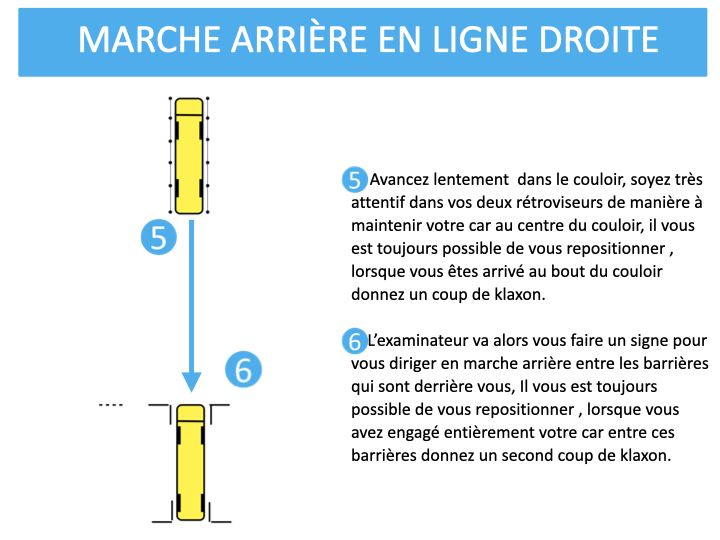 MARCHE ARRIÈRE EN LIGNE DROITE
5 Avancez lentement dans le couloir, soyez très
attentif dans vos deux rétroviseurs de manière à
maintenir votre car au centre du couloir, il vous
est toujours possible de vous repositionner ,
lorsque vous êtes arrivé au bout du couloir
donnez un coup de klaxon.
6 L’examinateur va alors vous faire un signe pour
vous diriger en marche arrière entre les barrières
qui sont derrière vous, Il vous est toujours
possible de vous repositionner , lorsque vous
avez engagé entièrement votre car entre ces
barrières donnez un second coup de klaxon.
5
6